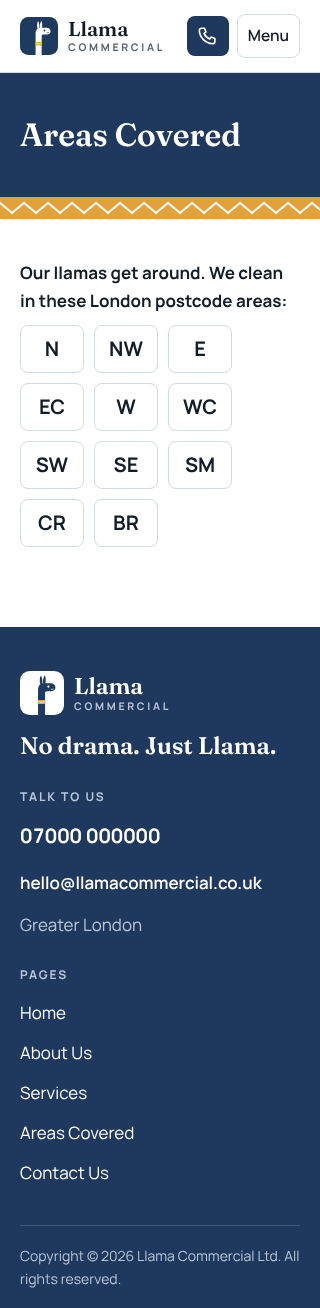 Llama
COMMERCIAL
Menu
Areas Covered
Our llamas get around. We clean
in these London postcode areas:
N NW E
EC W WC
SW SE SM
CR BR
Llama
COMMERCIAL
No drama. Just Llama.
TALK TO US
07000 000000
hello@llamacommercial.co.uk
Greater London
PAGES
Home
About Us
Services
Areas Covered
Contact Us
Copyright © 2026 Llama Commercial Ltd. All
rights reserved.